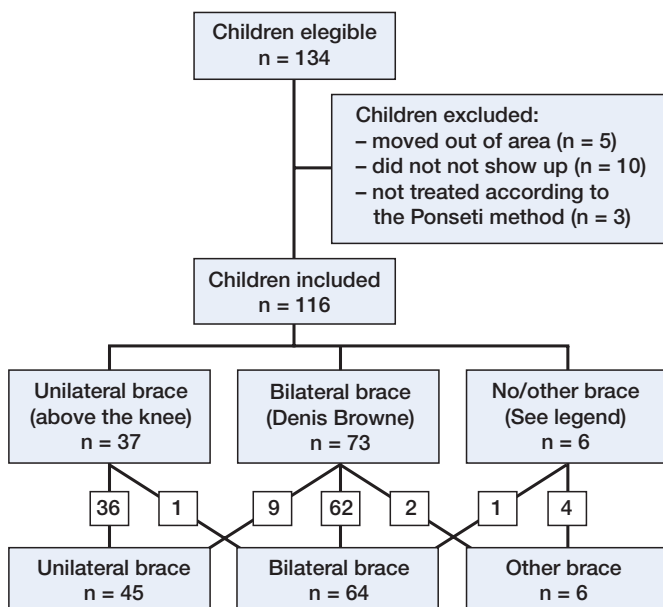 Children elegible
n = 134
Children excluded:
– moved out of area (n = 5)
– did not not show up (n = 10)
– not treated according to
the Ponseti method (n = 3)
Children included
n = 116
Unilateral brace
(above the knee)
n = 37
Bilateral brace
(Denis Browne)
n = 73
No/other brace
(See legend)
n = 6
36
1
9
62
2
1
4
Unilateral brace
n = 45
Bilateral brace
n = 64
Other brace
n = 6